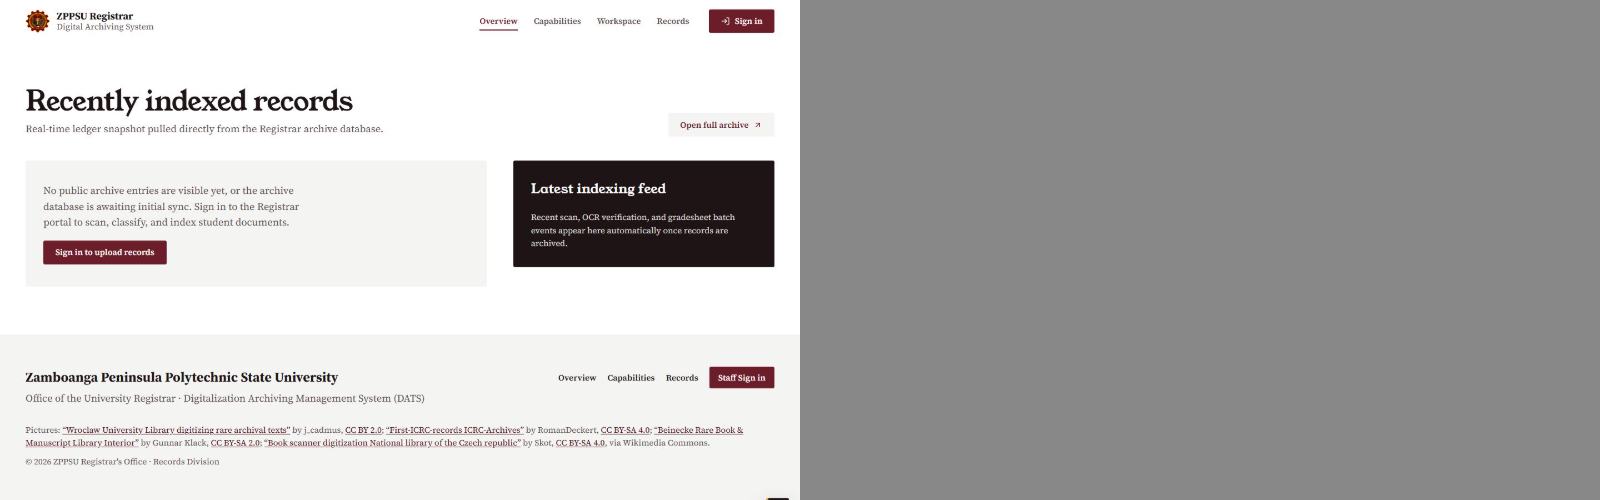 ZPPSU Registrar
Digital Archiving System
Overview
Capabilities
Workspace
Records
Sign in
Recently indexed records
Real-time ledger snapshot pulled directly from the Registrar archive database.
Open full archive
No public archive entries are visible yet, or the archive
database is awaiting initial sync. Sign in to the Registrar
portal to scan, classify, and index student documents.
Sign in to upload records
Latest indexing feed
Recent scan, OCR verification, and gradesheet batch
events appear here automatically once records are
archived.
Zamboanga Peninsula Polytechnic State University
Office of the University Registrar · Digitalization Archiving Management System (DATS)
Overview
Capabilities
Records
Staff Sign in
Pictures: “Wroclaw University Library digitizing rare archival texts” by j_cadmus, CC BY 2.0; “First-ICRC-records ICRC-Archives” by RomanDeckert, CC BY-SA 4.0; “Beinecke Rare Book &
Manuscript Library Interior” by Gunnar Klack, CC BY-SA 2.0; “Book scanner digitization National library of the Czech republic” by Skot, CC BY-SA 4.0, via Wikimedia Commons.
© 2026 ZPPSU Registrar's Office · Records Division